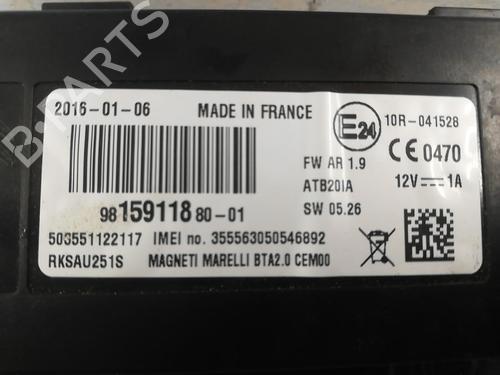 B-PARTS
2016-01-06 MADE IN FRANCE
E24
10R-041528
CE 0470
FW AR 1.9
ATB20IA
12V ⎓ 1A
SW 05.26
98 159118 80-01
503551122117 IMEI no. 355563050546892
RKSAU251S MAGNETI MARELLI BTA2.0 CEM00